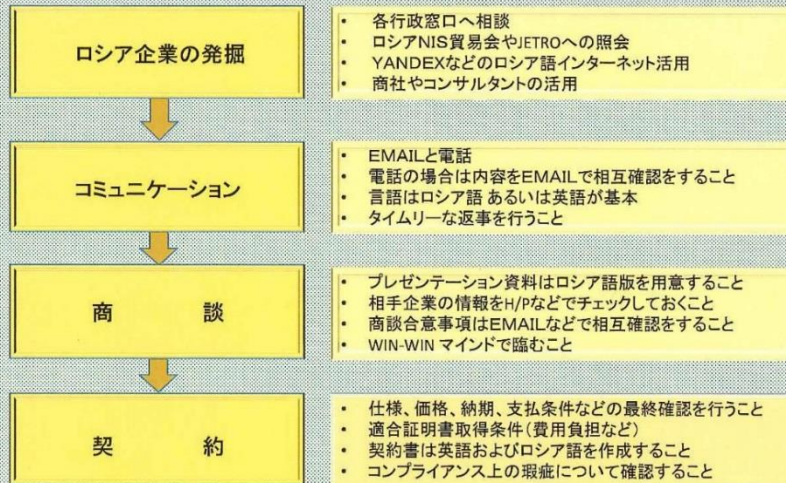 ロシア企業の発掘
・ 各行政窓口へ相談
・ ロシアNIS貿易会やJETROへの照会
・ YANDEXなどのロシア語インターネット活用
・ 商社やコンサルタントの活用
コミュニケーション
・ EMAILと電話
・ 電話の場合は内容をEMAILで相互確認をすること
・ 言語はロシア語 あるいは英語が基本
・ タイムリーな返事を行うこと
商 談
・ プレゼンテーション資料はロシア語版を用意すること
・ 相手企業の情報をH/Pなどでチェックしておくこと
・ 商談合意事項はEMAILなどで相互確認をすること
・ WIN-WIN マインドで臨むこと
契 約
・ 仕様、価格、納期、支払条件などの最終確認を行うこと
・ 適合証明書取得条件(費用負担など)
・ 契約書は英語およびロシア語を作成すること
・ コンプライアンス上の瑕疵について確認すること